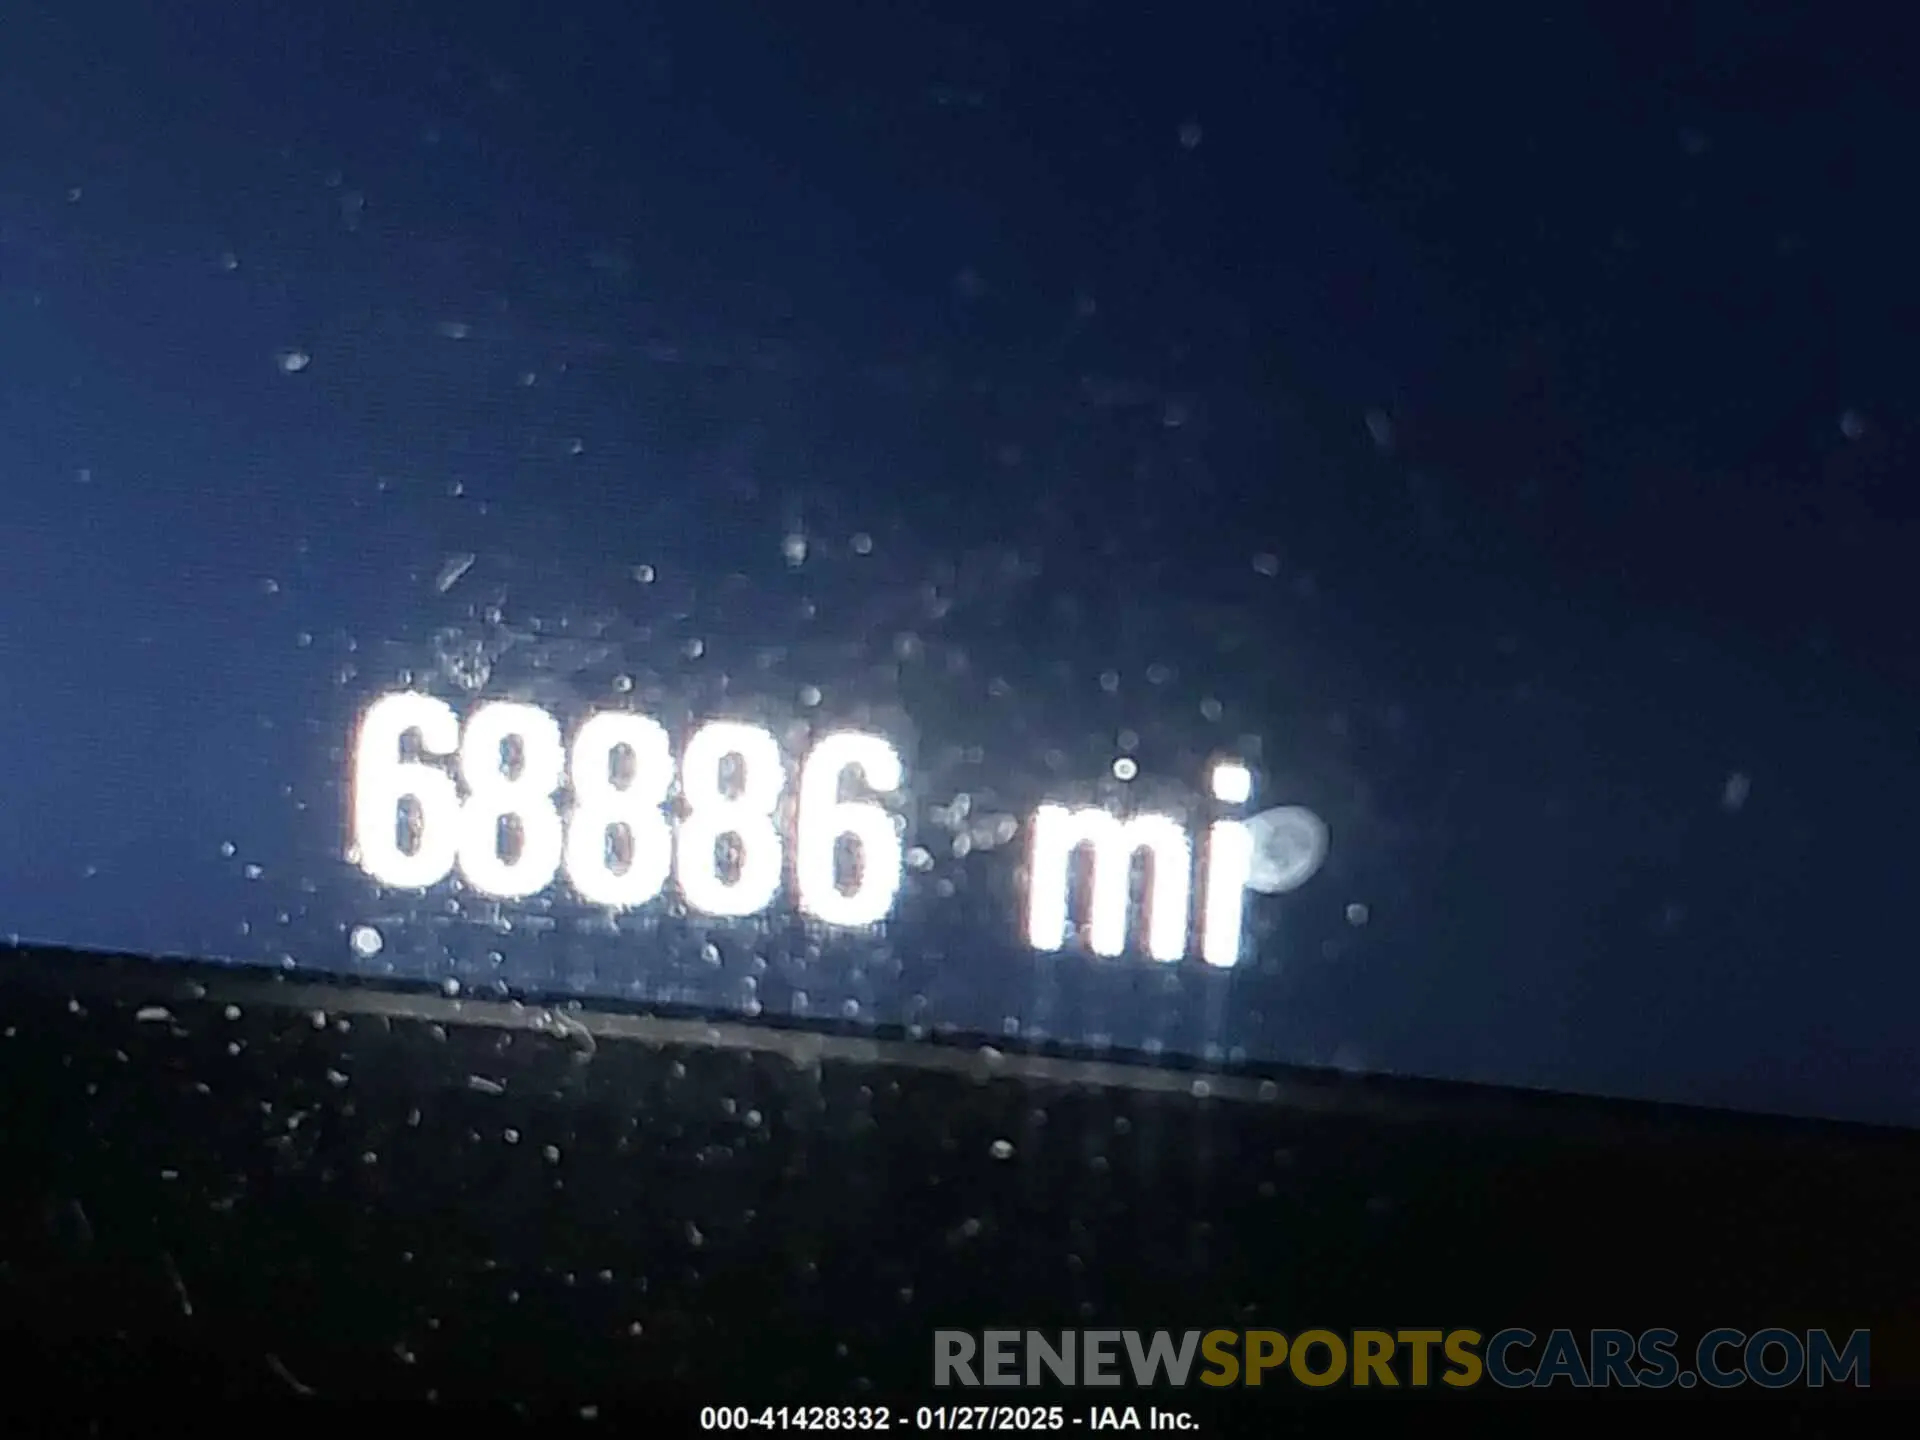 68886 mi
RENEWSPORTSCARS.COM
000-41428332 - 01/27/2025 - IAA Inc.